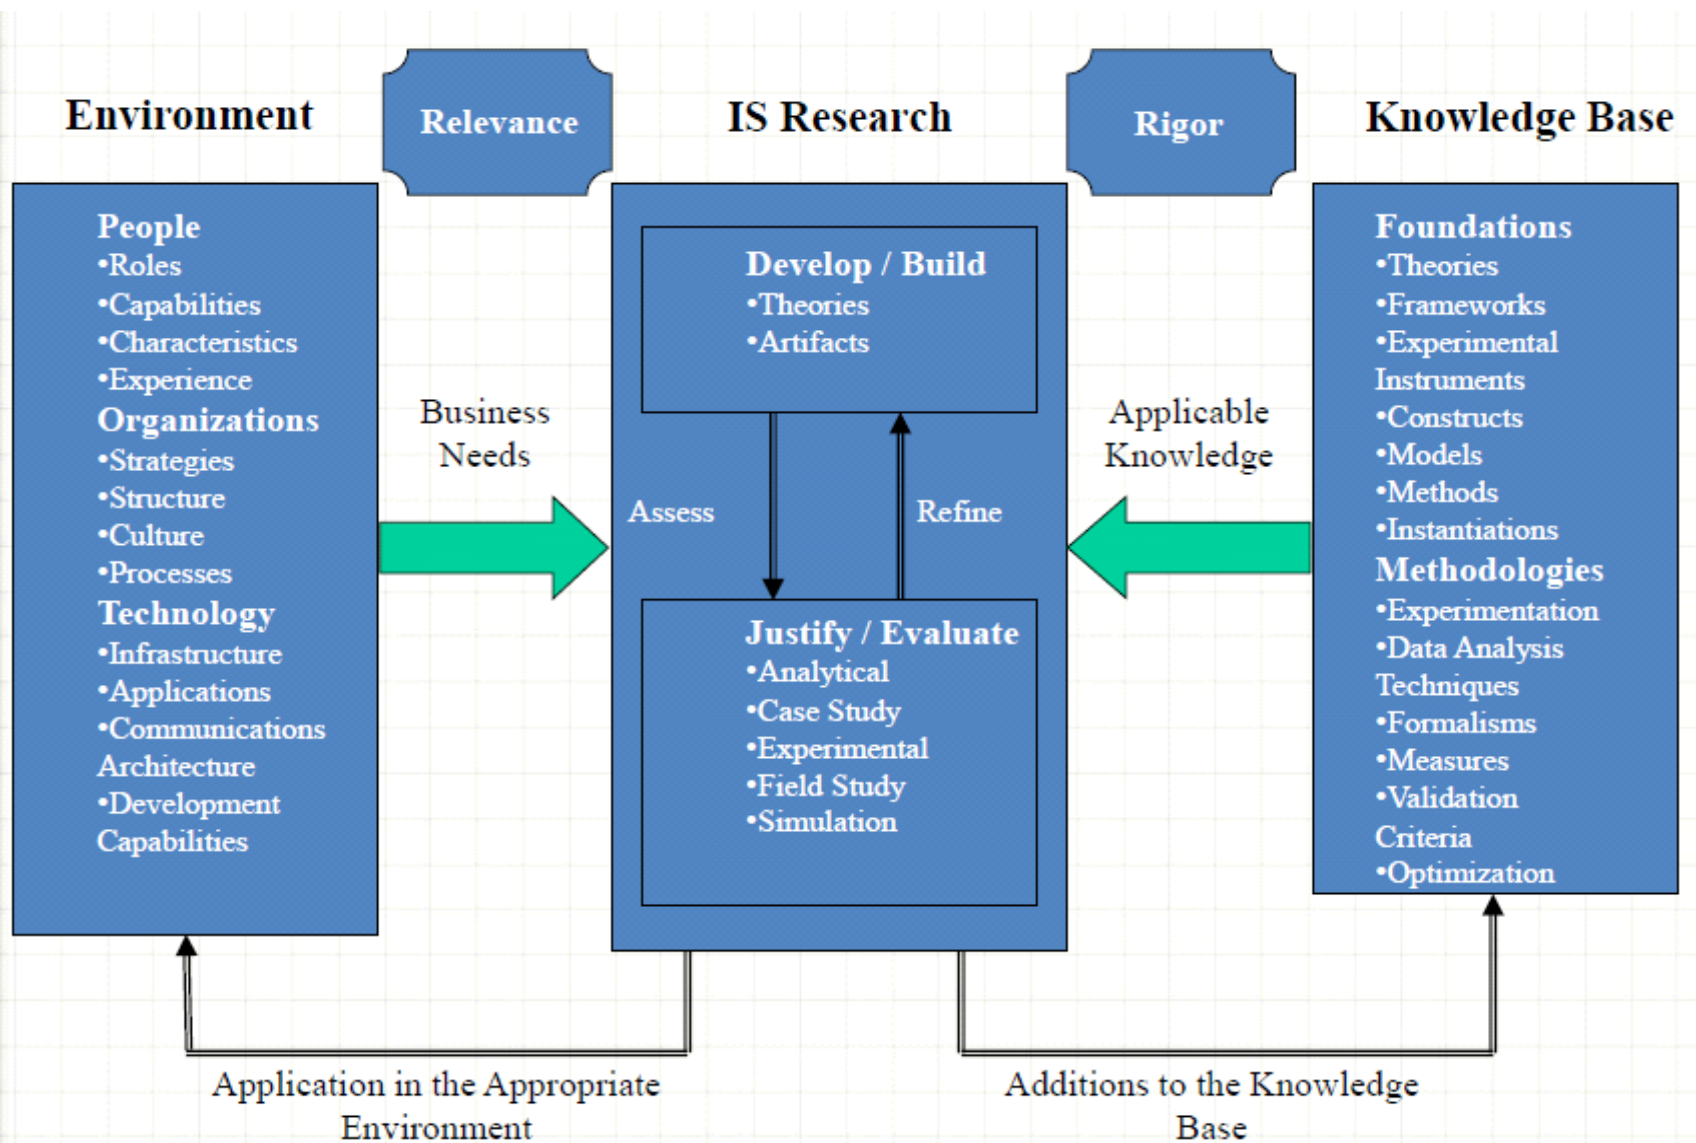 Environment
Relevance
IS Research
Rigor
Knowledge Base
People
•Roles
•Capabilities
•Characteristics
•Experience
Organizations
•Strategies
•Structure
•Culture
•Processes
Technology
•Infrastructure
•Applications
•Communications
Architecture
•Development
Capabilities
Business
Needs
Develop / Build
•Theories
•Artifacts
Assess
Refine
Justify / Evaluate
•Analytical
•Case Study
•Experimental
•Field Study
•Simulation
Applicable
Knowledge
Foundations
•Theories
•Frameworks
•Experimental
Instruments
•Constructs
•Models
•Methods
•Instantiations
Methodologies
•Experimentation
•Data Analysis
Techniques
•Formalisms
•Measures
•Validation
Criteria
•Optimization
Application in the Appropriate
Environment
Additions to the Knowledge
Base